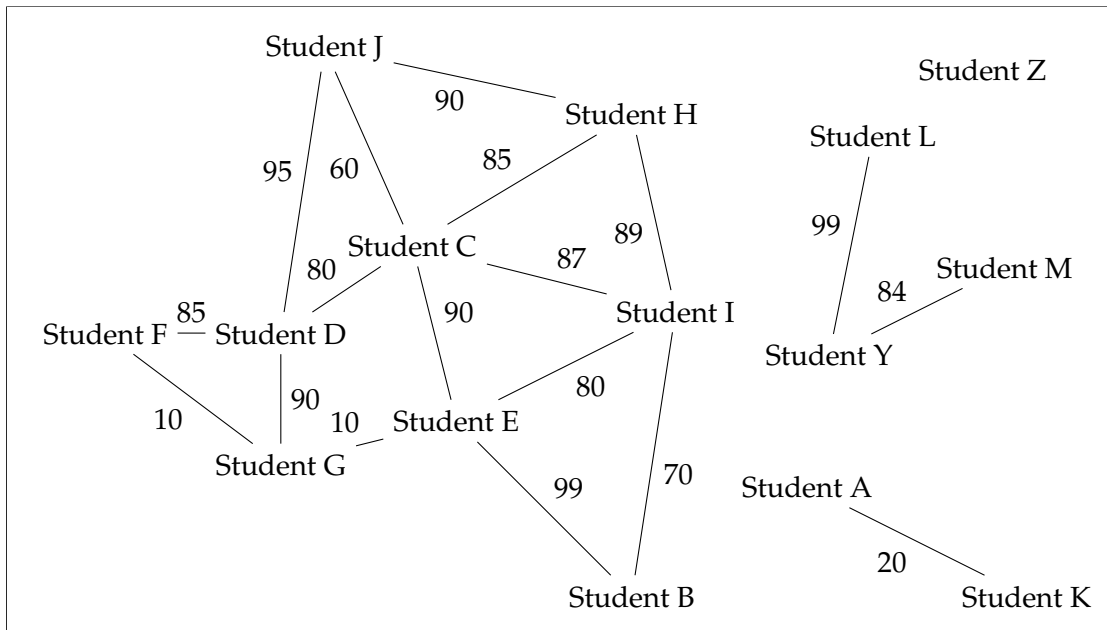 Student J
Student Z
90
Student H
Student L
85
95
60
99
Student C
89
87
Student M
80
84
90
Student I
85
Student F
Student D
Student Y
80
90
10
10
Student E
Student G
70
99
Student A
20
Student B
Student K